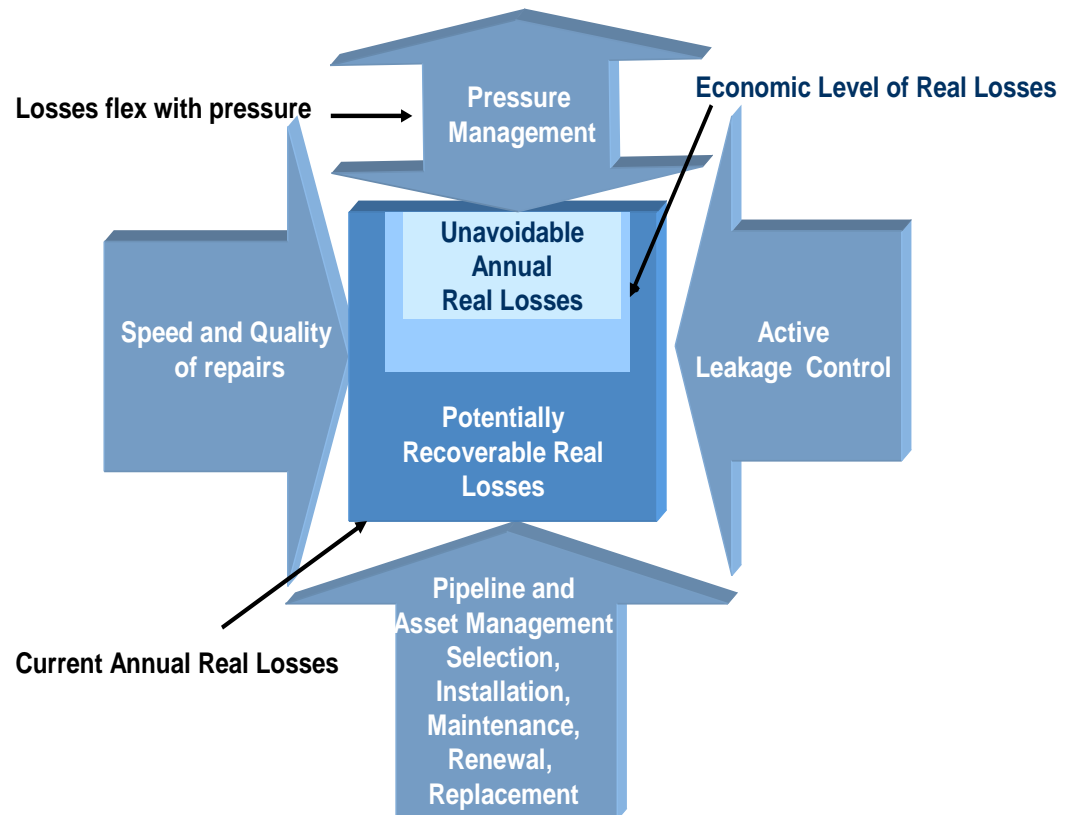 Losses flex with pressure
Pressure
Management
Economic Level of Real Losses
Unavoidable
Annual
Real Losses
Speed and Quality
of repairs
Active
Leakage Control
Potentially
Recoverable Real
Losses
Current Annual Real Losses
Pipeline and
Asset Management
Selection,
Installation,
Maintenance,
Renewal,
Replacement